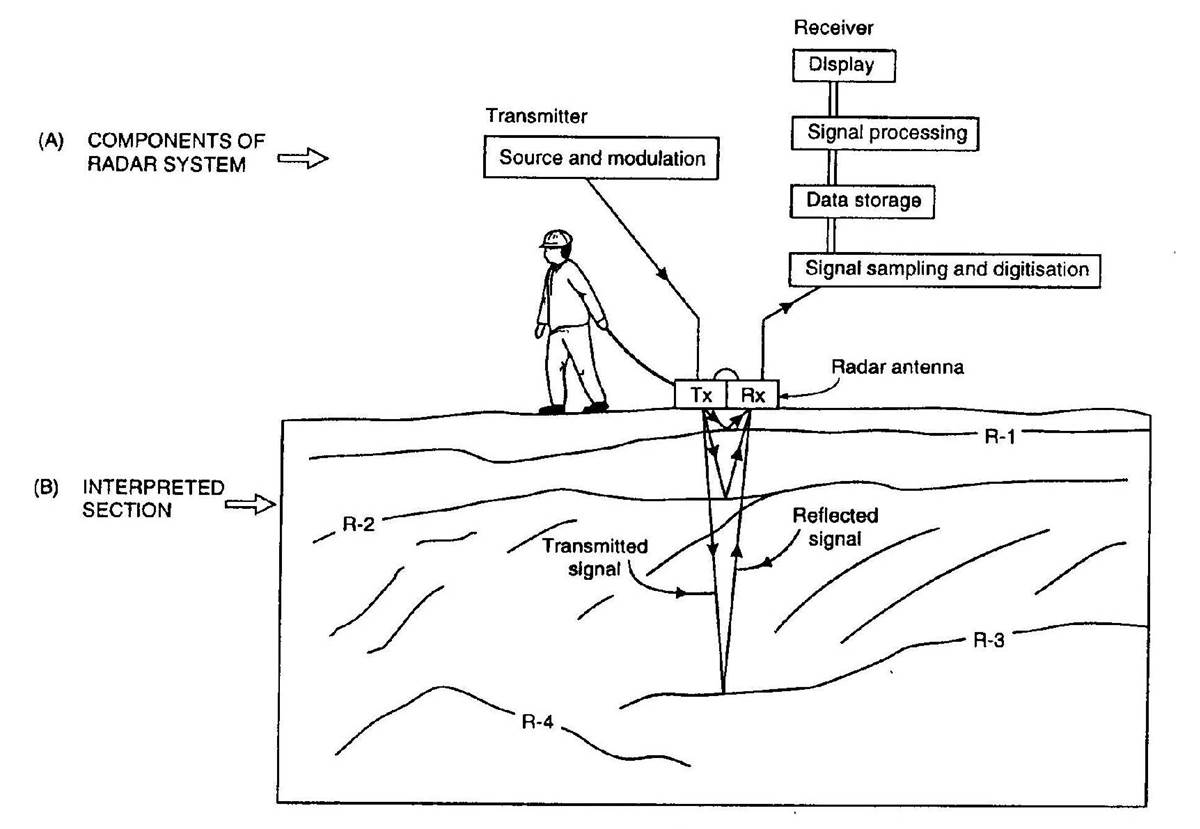 Receiver
Display
Transmitter
Signal processing
(A) COMPONENTS OF
RADAR SYSTEM
Source and modulation
Data storage
Signal sampling and digitisation
Radar antenna
Tx
Rx
R-1
(B) INTERPRETED
SECTION
R-2
Reflected
signal
Transmitted
signal
R-3
R-4